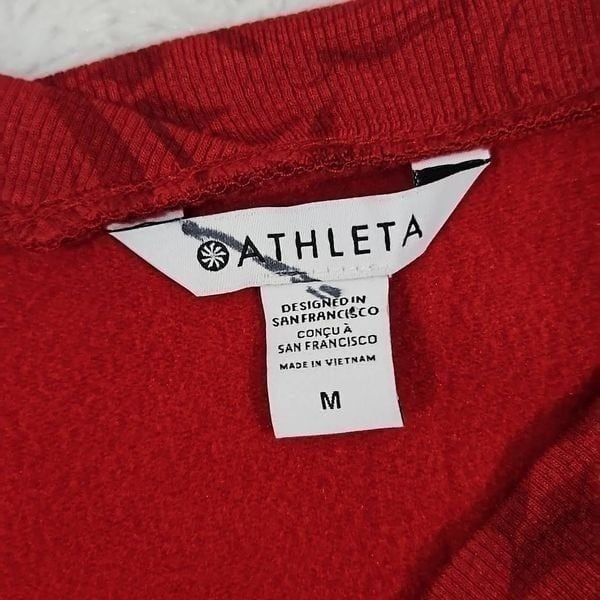 ATHLETA
DESIGNED IN
SAN FRANCISCO
CONÇU À
SAN FRANCISCO
MADE IN VIETNAM
M